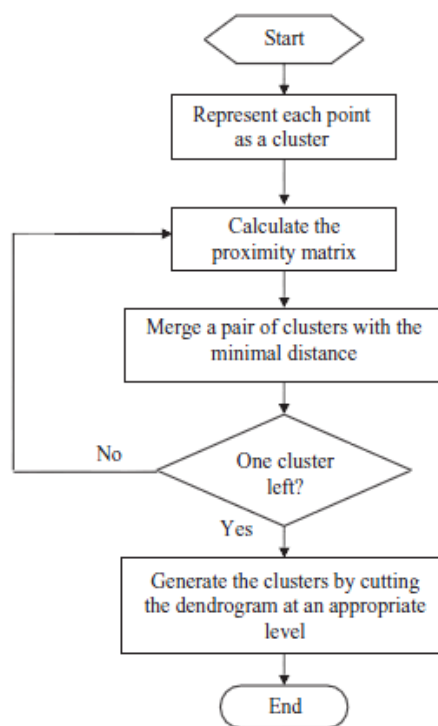 Start
Represent each point
as a cluster
Calculate the
proximity matrix
Merge a pair of clusters with the
minimal distance
No
One cluster
left?
Yes
Generate the clusters by cutting
the dendrogram at an appropriate
level
End